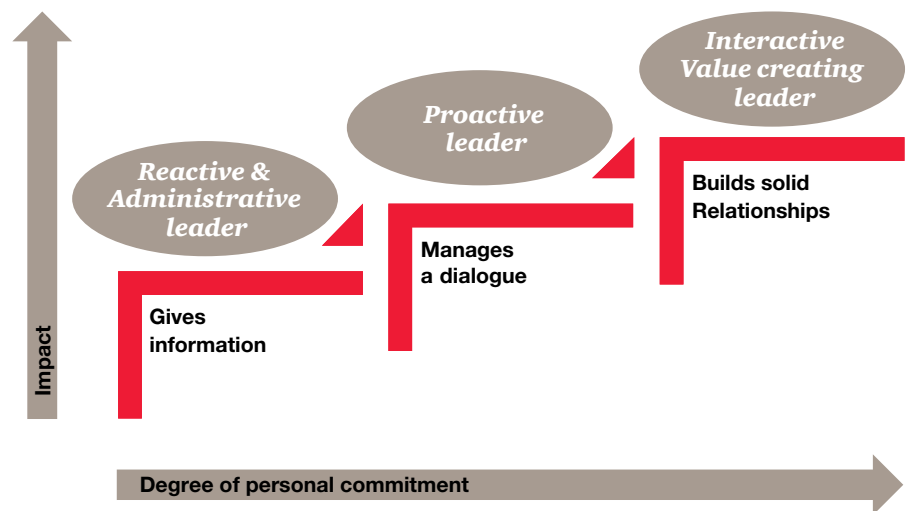 Interactive
Value creating
leader
Proactive
leader
Reactive &
Administrative
leader
Builds solid
Relationships
Manages
a dialogue
Gives
information
Impact
Degree of personal commitment